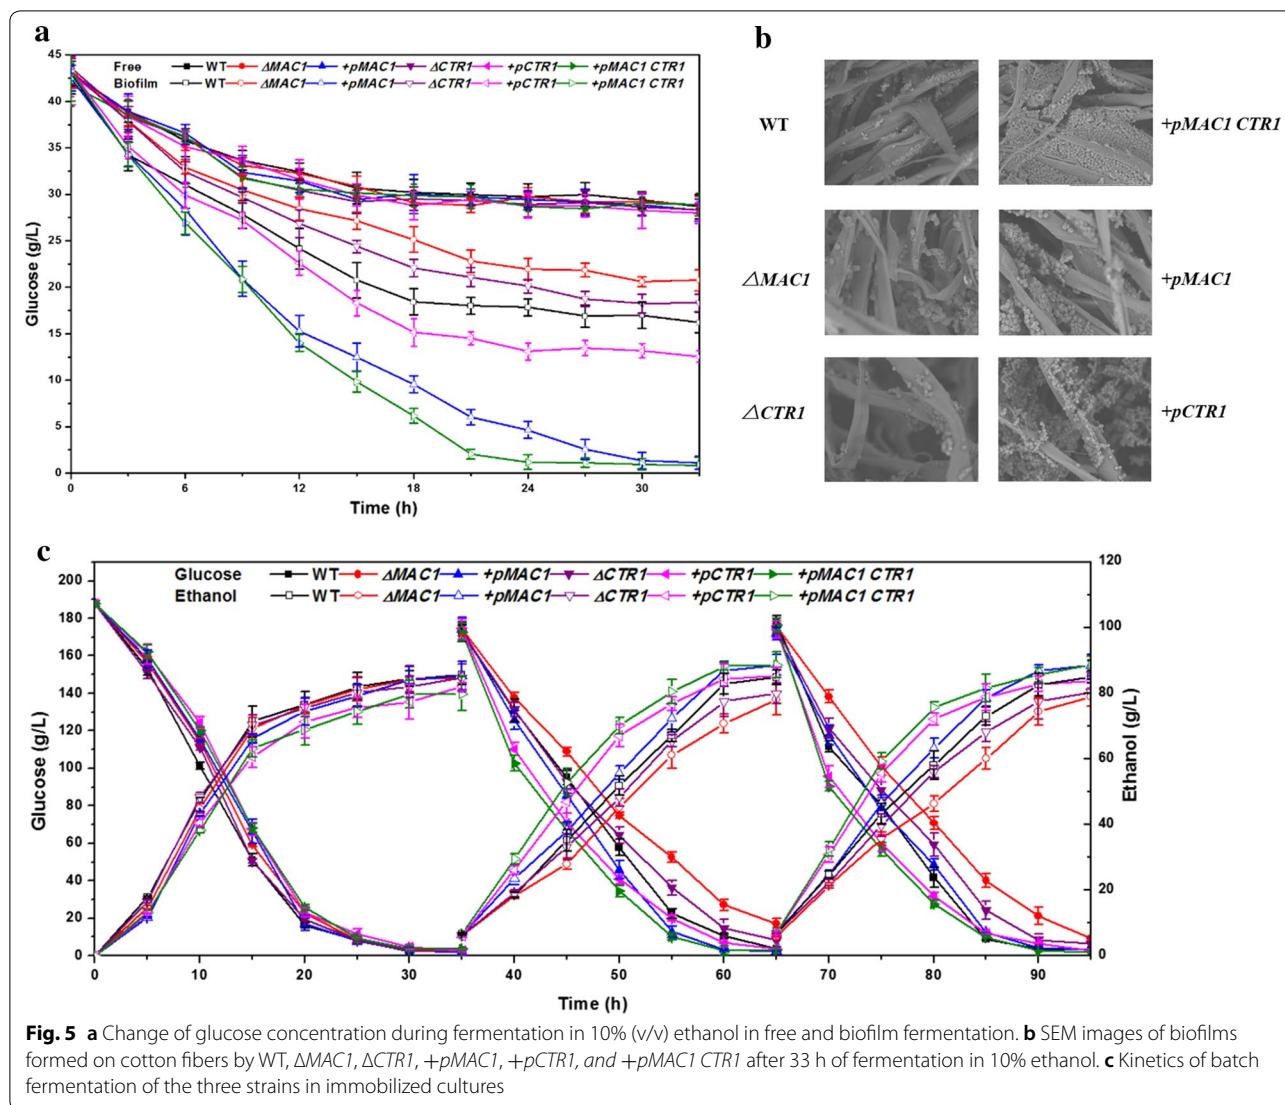 a
45
40
35
30
25
20
15
10
5
0
Glucose (g/L)
Free WT ΔMAC1 +pMAC1 ΔCTR1 +pCTR1 +pMAC1 CTR1
Biofilm WT ΔMAC1 +pMAC1 ΔCTR1 +pCTR1 +pMAC1 CTR1
0 6 12 18 24 30
Time (h)
b
WT
+pMAC1 CTR1
△MAC1
+pMAC1
△CTR1
+pCTR1
c
200
180
160
140
120
100
80
60
40
20
0
Glucose (g/L)
Glucose WT ΔMAC1 +pMAC1 ΔCTR1 +pCTR1 +pMAC1 CTR1
Ethanol WT ΔMAC1 +pMAC1 ΔCTR1 +pCTR1 +pMAC1 CTR1
120
100
80
60
40
20
0
Ethanol (g/L)
0 10 20 30 40 50 60 70 80 90
Time (h)
Fig. 5 a Change of glucose concentration during fermentation in 10% (v/v) ethanol in free and biofilm fermentation. b SEM images of biofilms
formed on cotton fibers by WT, ΔMAC1, ΔCTR1, +pMAC1, +pCTR1, and +pMAC1 CTR1 after 33 h of fermentation in 10% ethanol. c Kinetics of batch
fermentation of the three strains in immobilized cultures